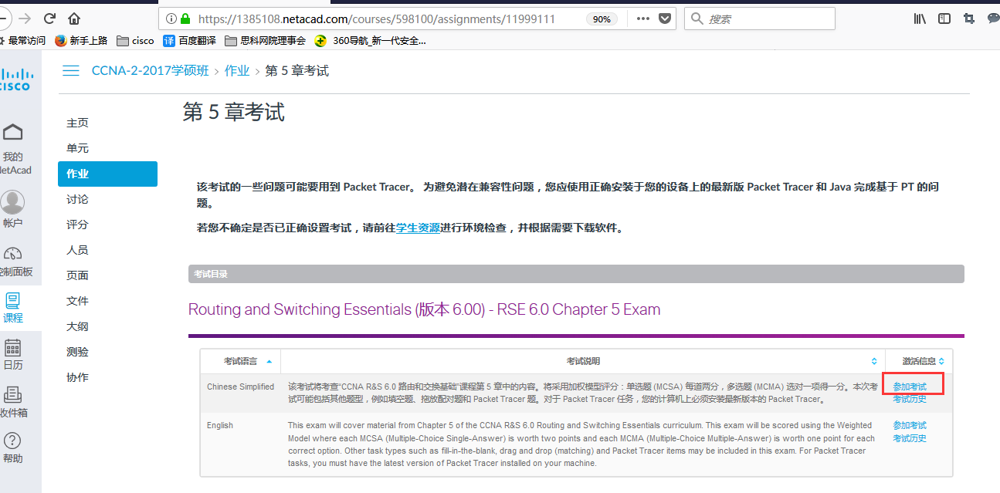 https://1385108.netacad.com/courses/598100/assignments/11999111
90%
搜索
最常访问
新手上路
cisco
译 百度翻译
思科网院理事会
360导航_新一代安全...
CISCO
CCNA-2-2017学硕班 > 作业 > 第 5 章考试
我的
NetAcad
帐户
控制面板
课程
日历
收件箱
帮助
主页
单元
作业
讨论
评分
人员
页面
文件
大纲
测验
协作
第 5 章考试
该考试的一些问题可能要用到 Packet Tracer。 为避免潜在兼容性问题，您应使用正确安装于您的设备上的最新版 Packet Tracer 和 Java 完成基于 PT 的问
题。
若您不确定是否已正确设置考试，请前往学生资源进行环境检查，并根据需要下载软件。
考试目录
Routing and Switching Essentials (版本 6.00) - RSE 6.0 Chapter 5 Exam
考试语言
考试说明
激活信息
Chinese Simplified
该考试将考查“CCNA R&S 6.0 路由和交换基础”课程第 5 章中的内容。将采用加权模型评分：单选题 (MCSA) 每道两分，多选题 (MCMA) 选对一项得一分。本次考
试可能包括其他题型，例如填空题、拖放配对题和 Packet Tracer 题。对于 Packet Tracer 任务，您的计算机上必须安装最新版本的 Packet Tracer。
参加考试
考试历史
English
This exam will cover material from Chapter 5 of the CCNA R&S 6.0 Routing and Switching Essentials curriculum. This exam will be scored using the Weighted
Model where each MCSA (Multiple-Choice Single-Answer) is worth two points and each MCMA (Multiple-Choice Multiple-Answer) is worth one point for each
correct option. Other task types such as fill-in-the-blank, drag and drop (matching) and Packet Tracer items may be included in this exam. For Packet Tracer
tasks, you must have the latest version of Packet Tracer installed on your machine.
参加考试
考试历史